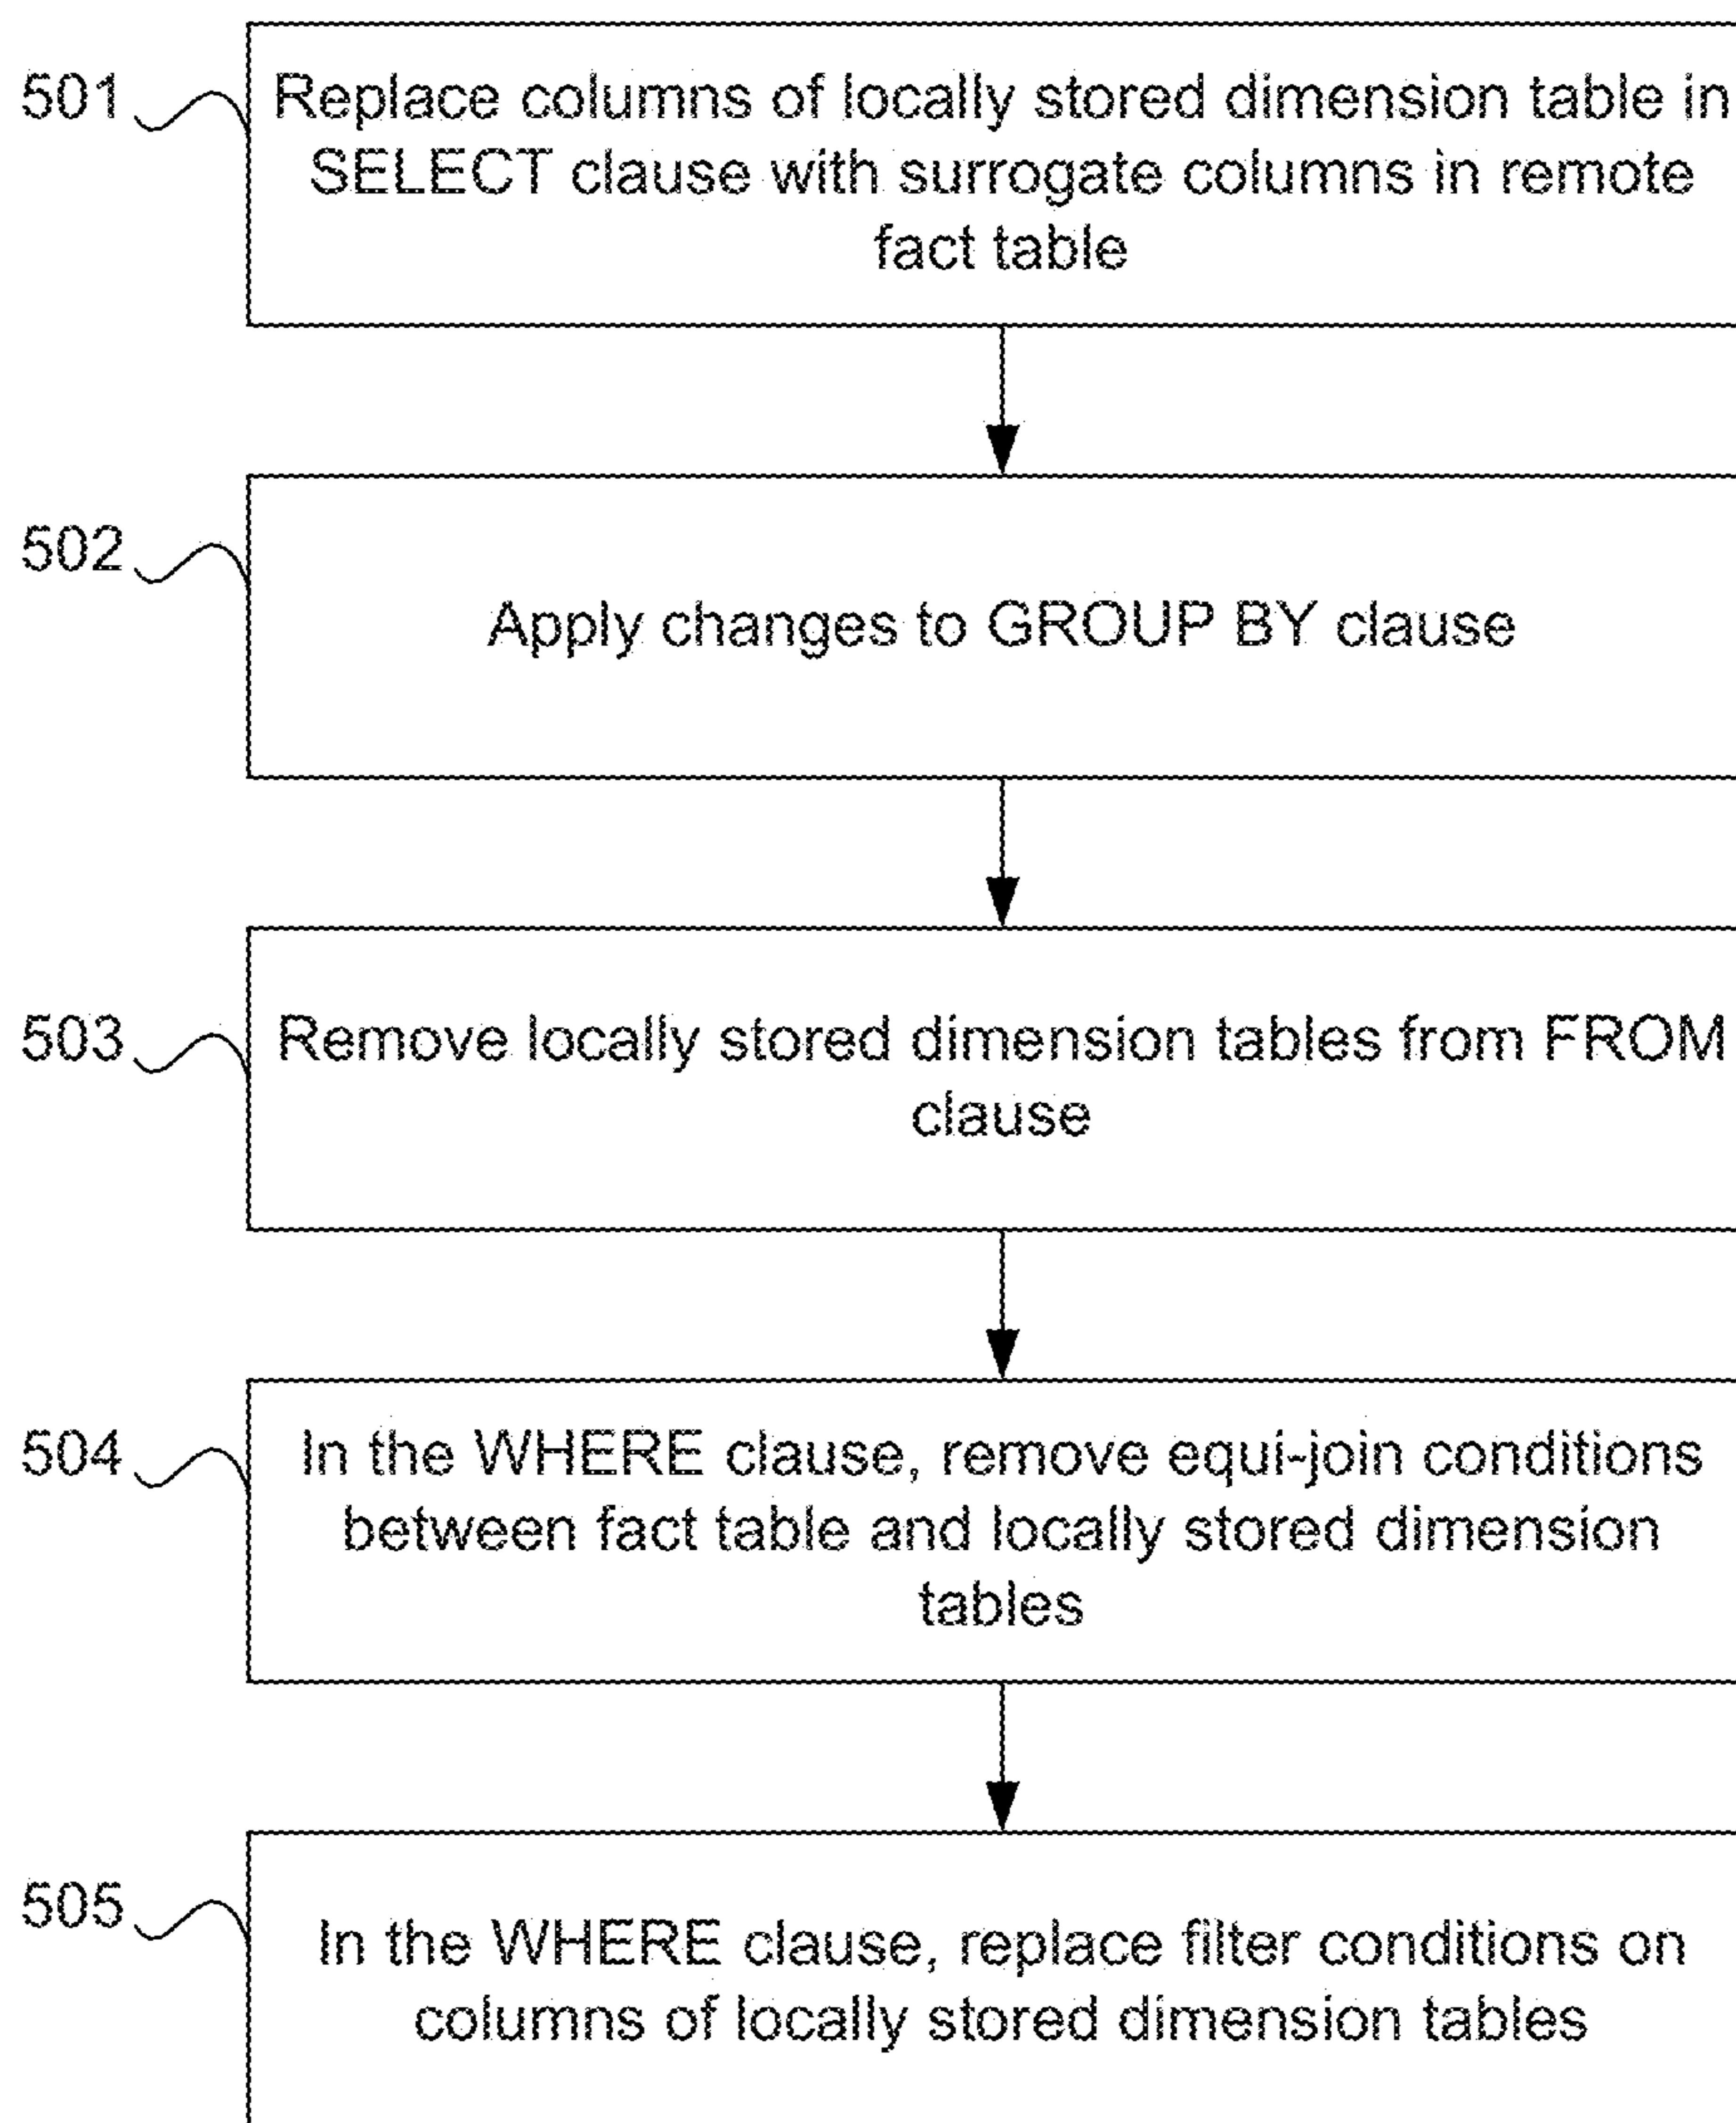 501
Replace columns of locally stored dimension table in
SELECT clause with surrogate columns in remote
fact table
502
Apply changes to GROUP BY clause
503
Remove locally stored dimension tables from FROM
clause
504
In the WHERE clause, remove equi-join conditions
between fact table and locally stored dimension
tables
505
In the WHERE clause, replace filter conditions on
columns of locally stored dimension tables